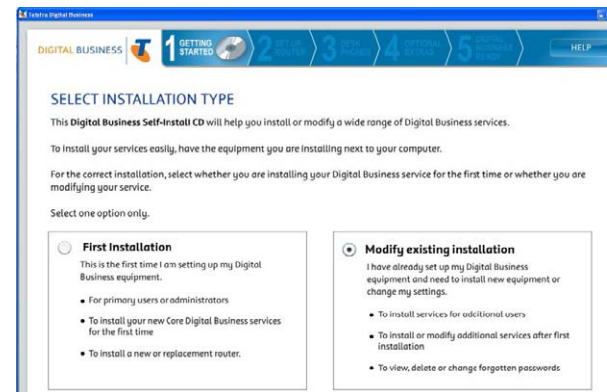 Telstra Digital Business
DIGITAL BUSINESS
1 GETTING STARTED
2 SET UP ROUTER
3 DESK PHONES
4 OPTIONAL EXTRAS
5 DIGITAL BUSINESS READY
HELP
SELECT INSTALLATION TYPE
This Digital Business Self-Install CD will help you install or modify a wide range of Digital Business services.
To Install your services easily, have the equipment you are installing next to your computer.
For the correct installation, select whether you are installing your Digital Business service for the first time or whether you are
modifying your service.
Select one option only.
First Installation
This is the first time I am setting up my Digital
Business equipment.
• For primary users or administrators
• To install your new Core Digital Business services
for the first time
• To install a new or replacement router.
Modify existing installation
I have already set up my Digital Business
equipment and need to install new equipment or
change my settings.
• To install services for additional users
• To install or modify additional services after first
installation
• To view, delete or change forgotten passwords